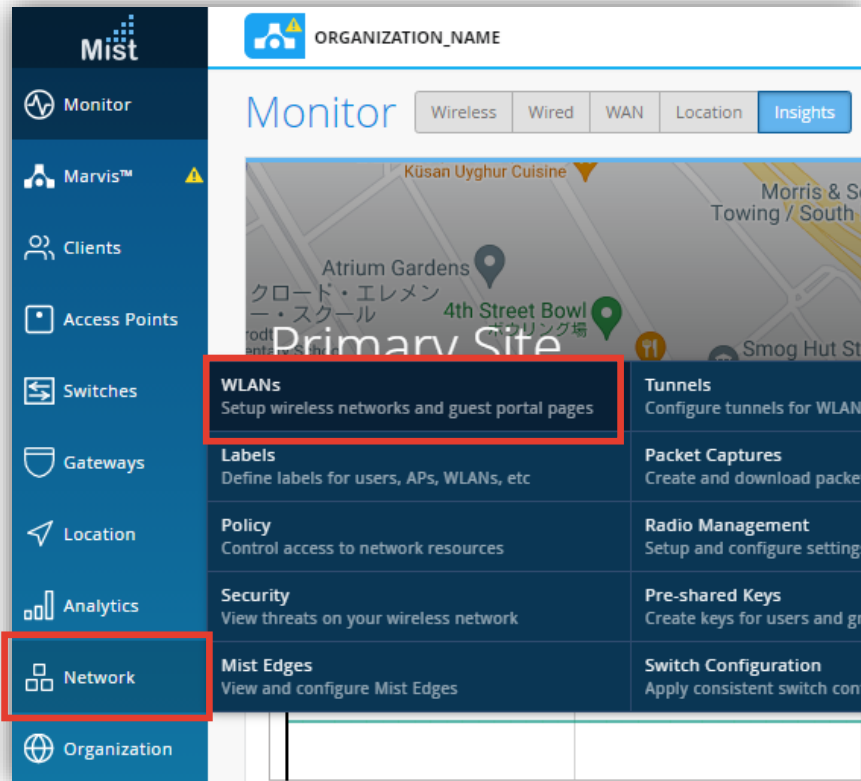 Mist
ORGANIZATION_NAME
Monitor
Marvis™
Clients
Access Points
Switches
Gateways
Location
Analytics
Network
Organization
Monitor
Wireless
Wired
WAN
Location
Insights
Küsan Uyghur Cuisine
Morris & S
Towing / South
Atrium Gardens
クロード・エレメン
ー・スクール
4th Street Bowl
ボウリング場
Primary Site
Smog Hut St
WLANs
Setup wireless networks and guest portal pages
Tunnels
Configure tunnels for WLAN
Labels
Define labels for users, APs, WLANs, etc
Packet Captures
Create and download packe
Policy
Control access to network resources
Radio Management
Setup and configure setting
Security
View threats on your wireless network
Pre-shared Keys
Create keys for users and gr
Mist Edges
View and configure Mist Edges
Switch Configuration
Apply consistent switch con